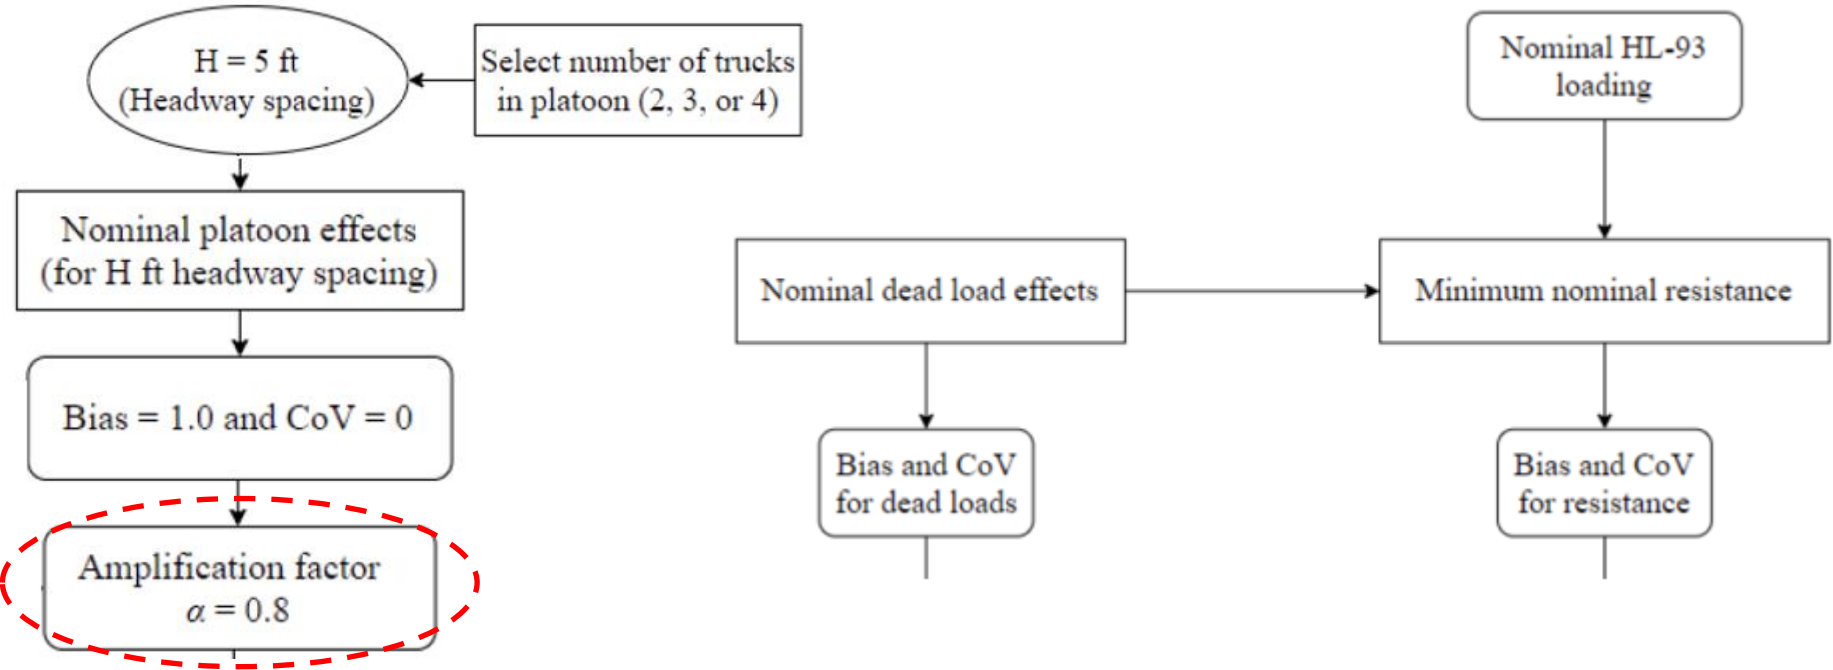 H = 5 ft
(Headway spacing)
Select number of trucks
in platoon (2, 3, or 4)
Nominal platoon effects
(for H ft headway spacing)
Bias = 1.0 and CoV = 0
Amplification factor
α = 0.8
Nominal dead load effects
Bias and CoV
for dead loads
Nominal HL-93
loading
Minimum nominal resistance
Bias and CoV
for resistance